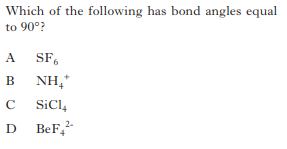 Which of the following has bond angles equal
to 90°?
A SF₆
B NH₄⁺
C SiCl₄
D BeF₄²⁻